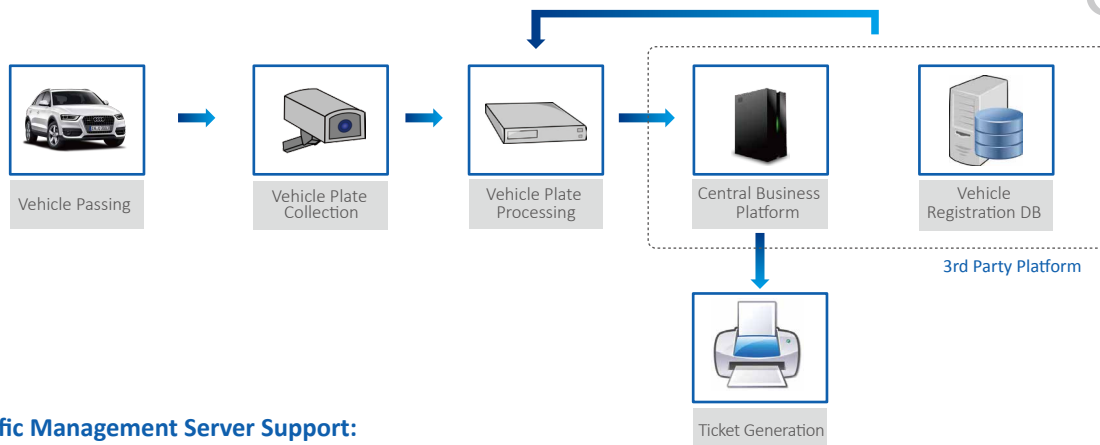 Vehicle Passing
Vehicle Plate
Collection
Vehicle Plate
Processing
Central Business
Platform
Vehicle
Registration DB
3rd Party Platform
Ticket Generation
Management Server Support: